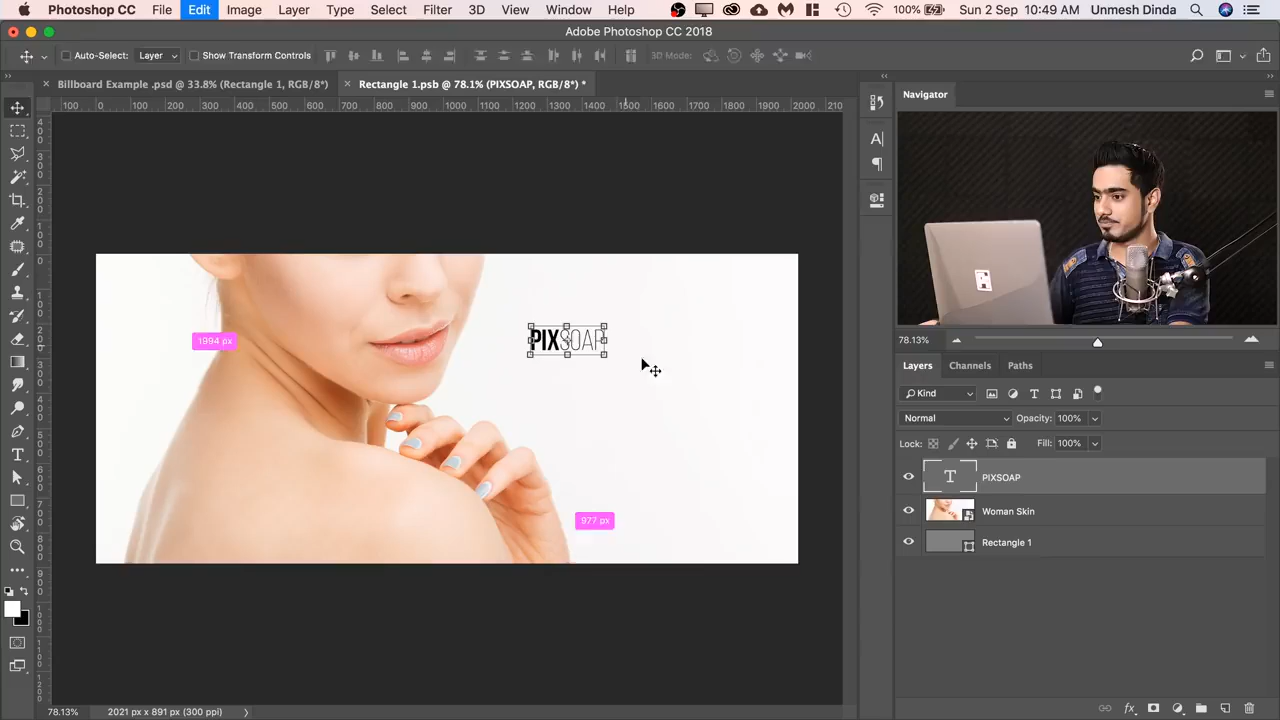 Photoshop CC File Edit Image Layer Type Select Filter 3D View Window Help 100% Sun 2 Sep 10:49 AM Unmesh Dinda
Adobe Photoshop CC 2018
Auto-Select: Layer Show Transform Controls 3D Mode:
Billboard Example .psd @ 33.8% (Rectangle 1, RGB/8*) Rectangle 1.psb @ 78.1% (PIXSOAP, RGB/8*) *
Navigator
100 0 100 200 300 400 500 600 700 800 900 1000 1100 1200 1300 1400 1500 1600 1700 1800 1900 2000 210
PIXSOAP
1994 px
977 px
78.13%
Layers Channels Paths
Kind
Normal Opacity: 100%
Lock: Fill: 100%
T PIXSOAP
Woman Skin
Rectangle 1
78.13% 2021 px x 891 px (300 ppi)